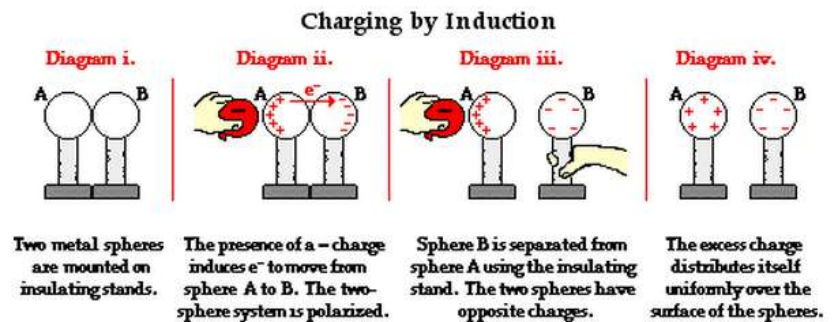 Charging by Induction
Diagram i.
Diagram ii.
Diagram iii.
Diagram iv.
A B
A e⁻ B
A B
A B
Two metal spheres
are mounted on
insulating stands.
The presence of a – charge
induces e⁻ to move from
sphere A to B. The two-
sphere system is polarized.
Sphere B is separated from
sphere A using the insulating
stand. The two spheres have
opposite charges.
The excess charge
distributes itself
uniformly over the
surface of the spheres.